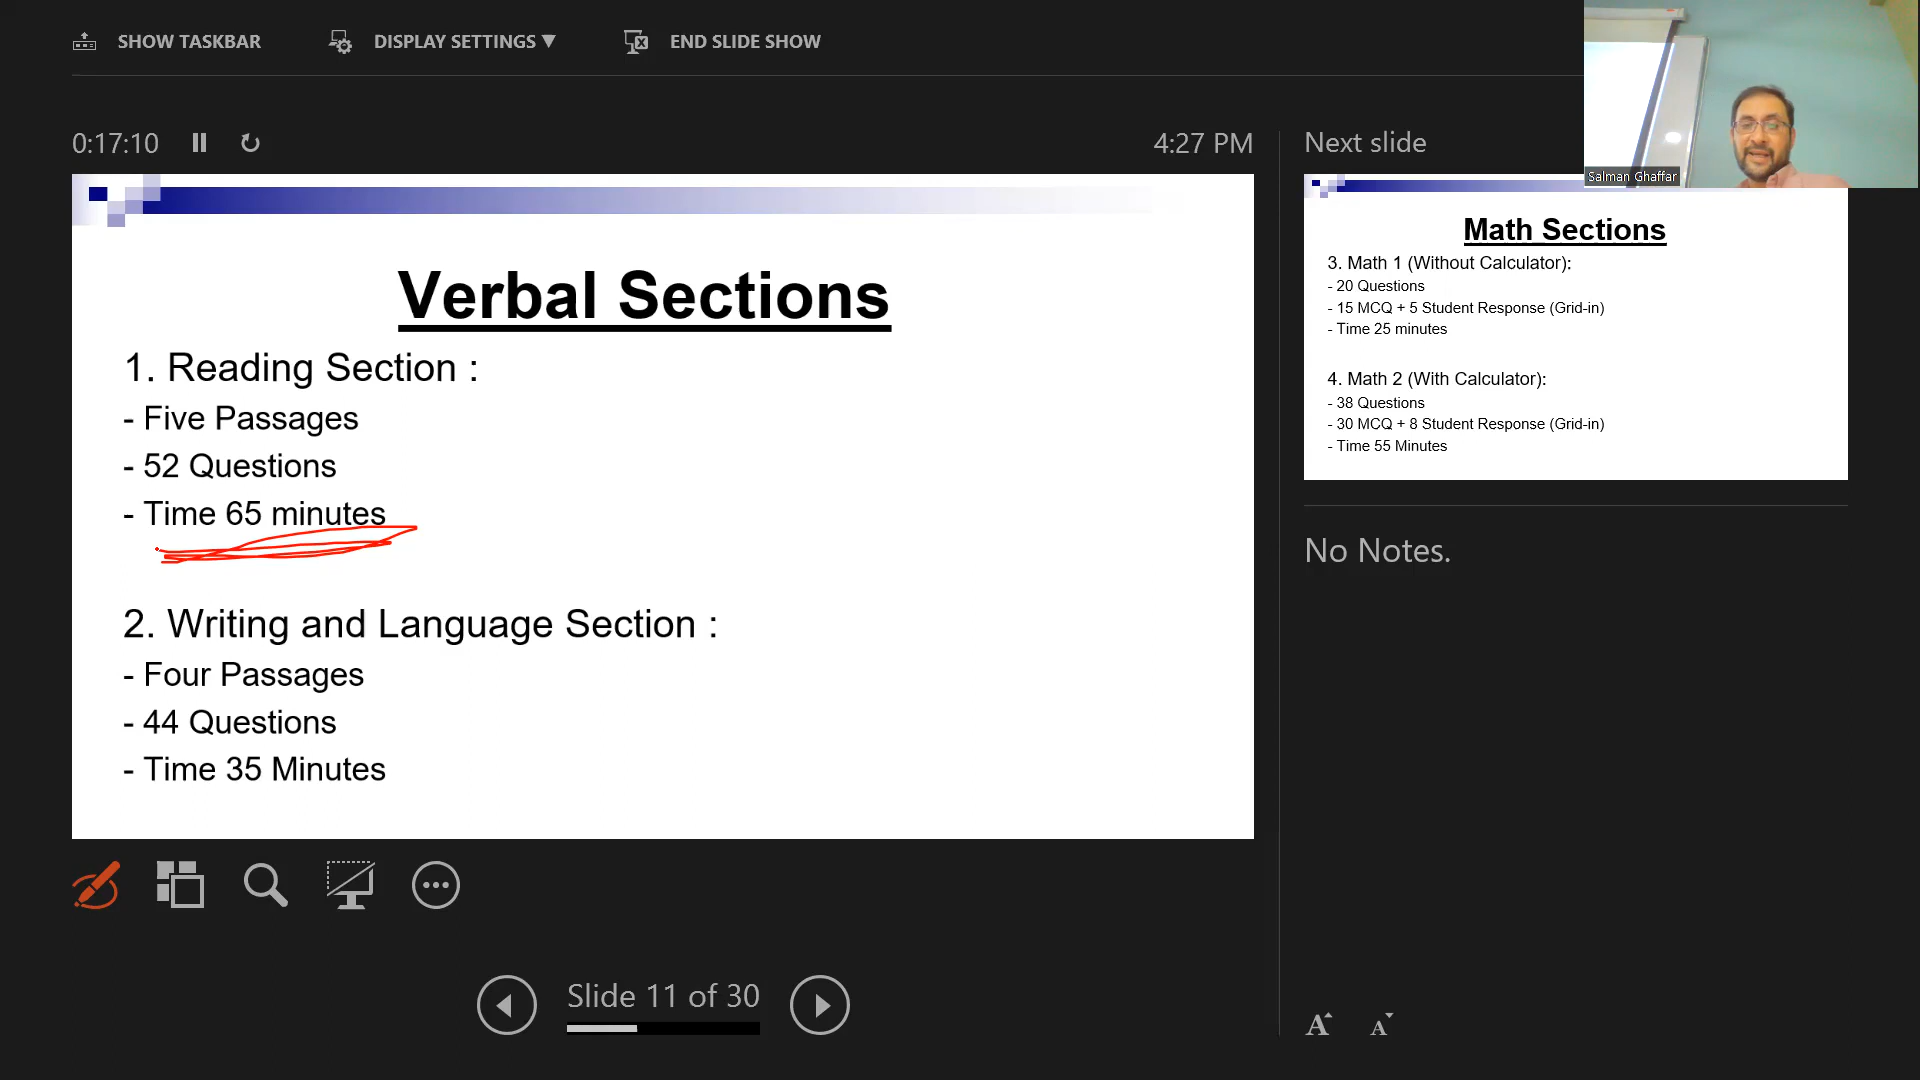 SHOW TASKBAR
DISPLAY SETTINGS ▼
END SLIDE SHOW
Salman Ghaffar
0:17:10
4:27 PM
Verbal Sections
1. Reading Section :
- Five Passages
- 52 Questions
- Time 65 minutes
2. Writing and Language Section :
- Four Passages
- 44 Questions
- Time 35 Minutes
Slide 11 of 30
Next slide
Math Sections
3. Math 1 (Without Calculator):
- 20 Questions
- 15 MCQ + 5 Student Response (Grid-in)
- Time 25 minutes
4. Math 2 (With Calculator):
- 38 Questions
- 30 MCQ + 8 Student Response (Grid-in)
- Time 55 Minutes
No Notes.
A A